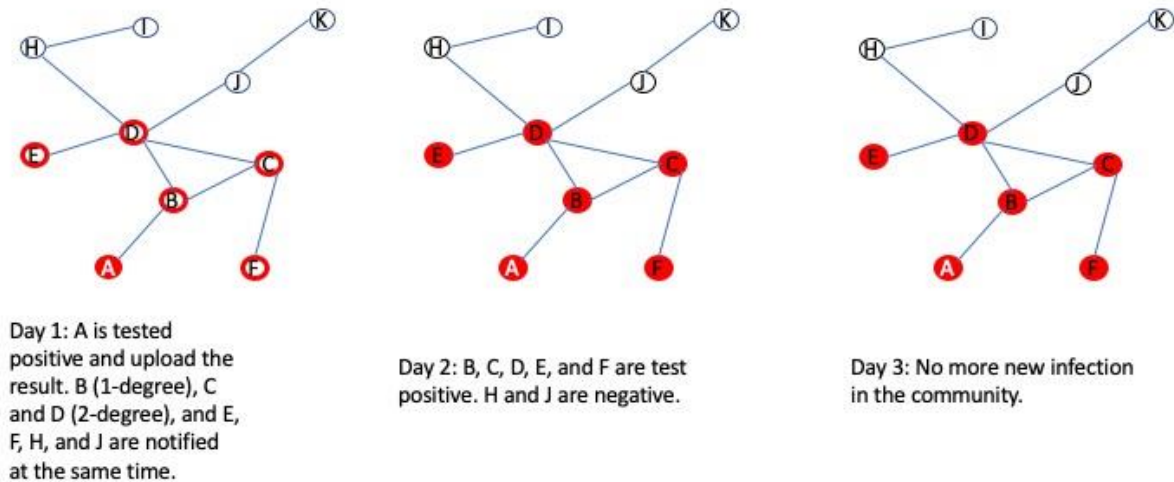 I
K
H
J
D
E
C
B
A
F
I
K
H
J
D
E
C
B
A
F
I
K
H
J
D
E
C
B
A
F
Day 1: A is tested
positive and upload the
result. B (1-degree), C
and D (2-degree), and E,
F, H, and J are notified
at the same time.
Day 2: B, C, D, E, and F are test
positive. H and J are negative.
Day 3: No more new infection
in the community.